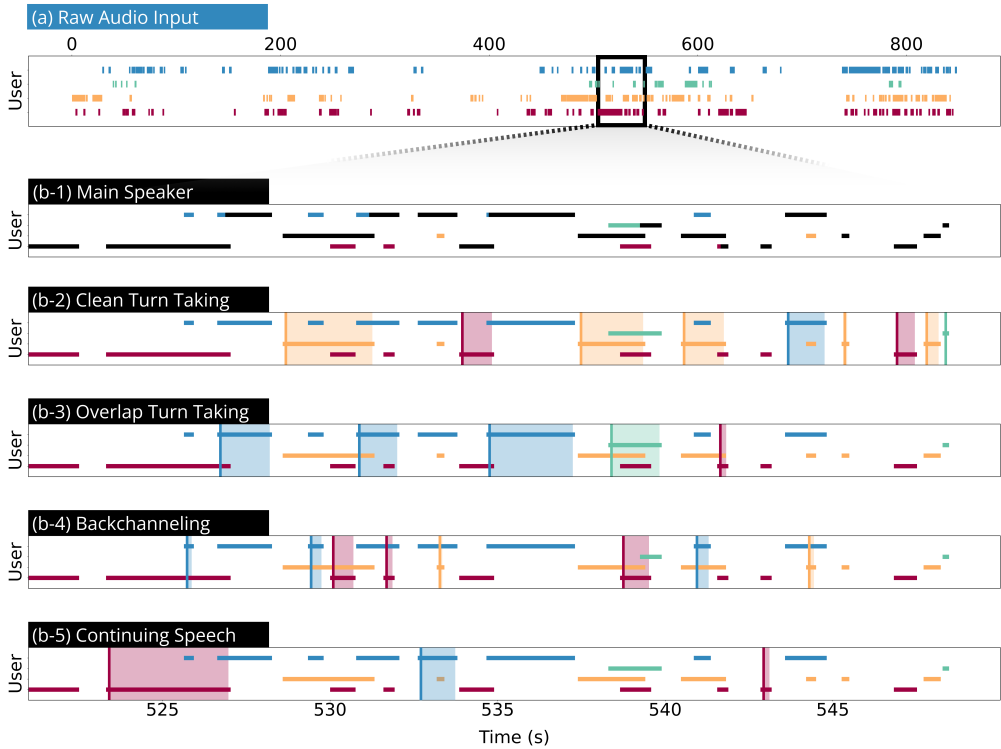 (a) Raw Audio Input
0 200 400 600 800
User
(b-1) Main Speaker
User
(b-2) Clean Turn Taking
User
(b-3) Overlap Turn Taking
User
(b-4) Backchanneling
User
(b-5) Continuing Speech
User
525 530 535 540 545
Time (s)